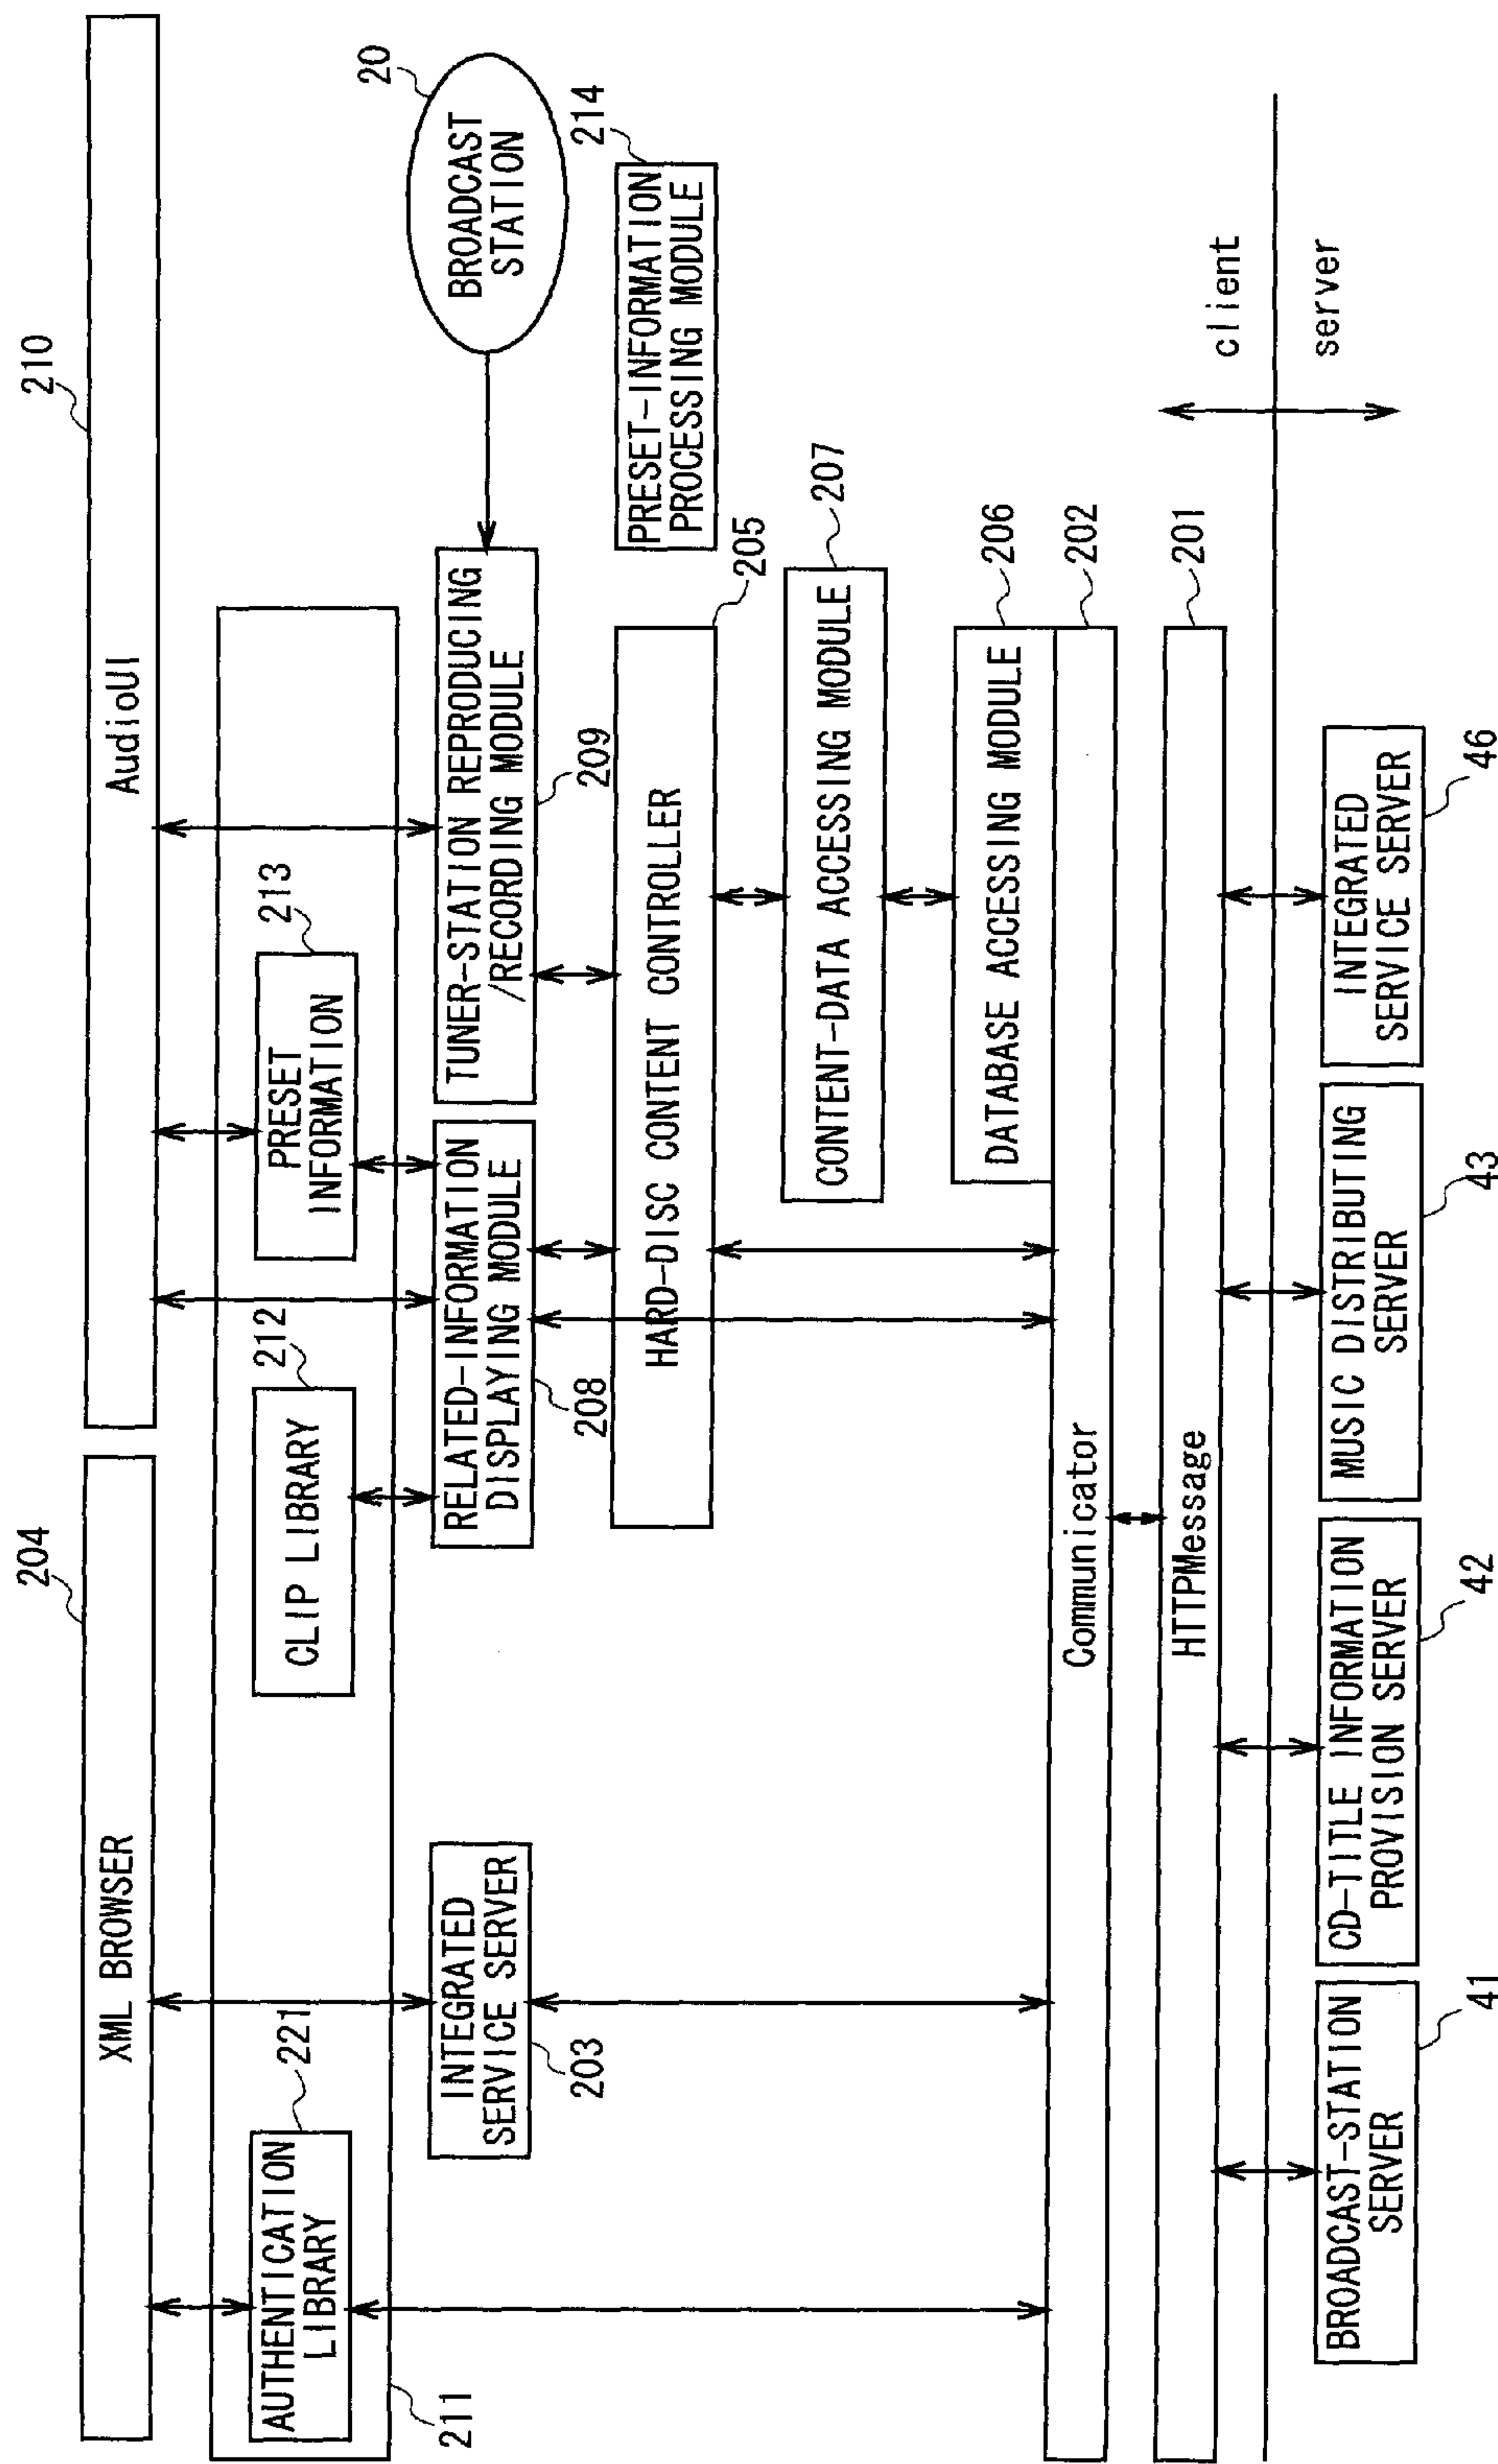 204
210
XML BROWSER
AudioUI
221
212
213
AUTHENTICATION
LIBRARY
CLIP LIBRARY
PRESET
INFORMATION
211
20
BROADCAST
STATION
INTEGRATED
SERVICE SERVER
203
RELATED-INFORMATION
DISPLAYING MODULE
208
TUNER-STATION REPRODUCING
/RECORDING MODULE
209
214
PRESET-INFORMATION
PROCESSING MODULE
HARD-DISC CONTENT CONTROLLER
205
CONTENT-DATA ACCESSING MODULE
207
DATABASE ACCESSING MODULE
206
Communicator
202
HTTPMessage
201
client
server
BROADCAST-STATION
SERVER
41
CD-TITLE INFORMATION
PROVISION SERVER
42
MUSIC DISTRIBUTING
SERVER
43
INTEGRATED
SERVICE SERVER
46